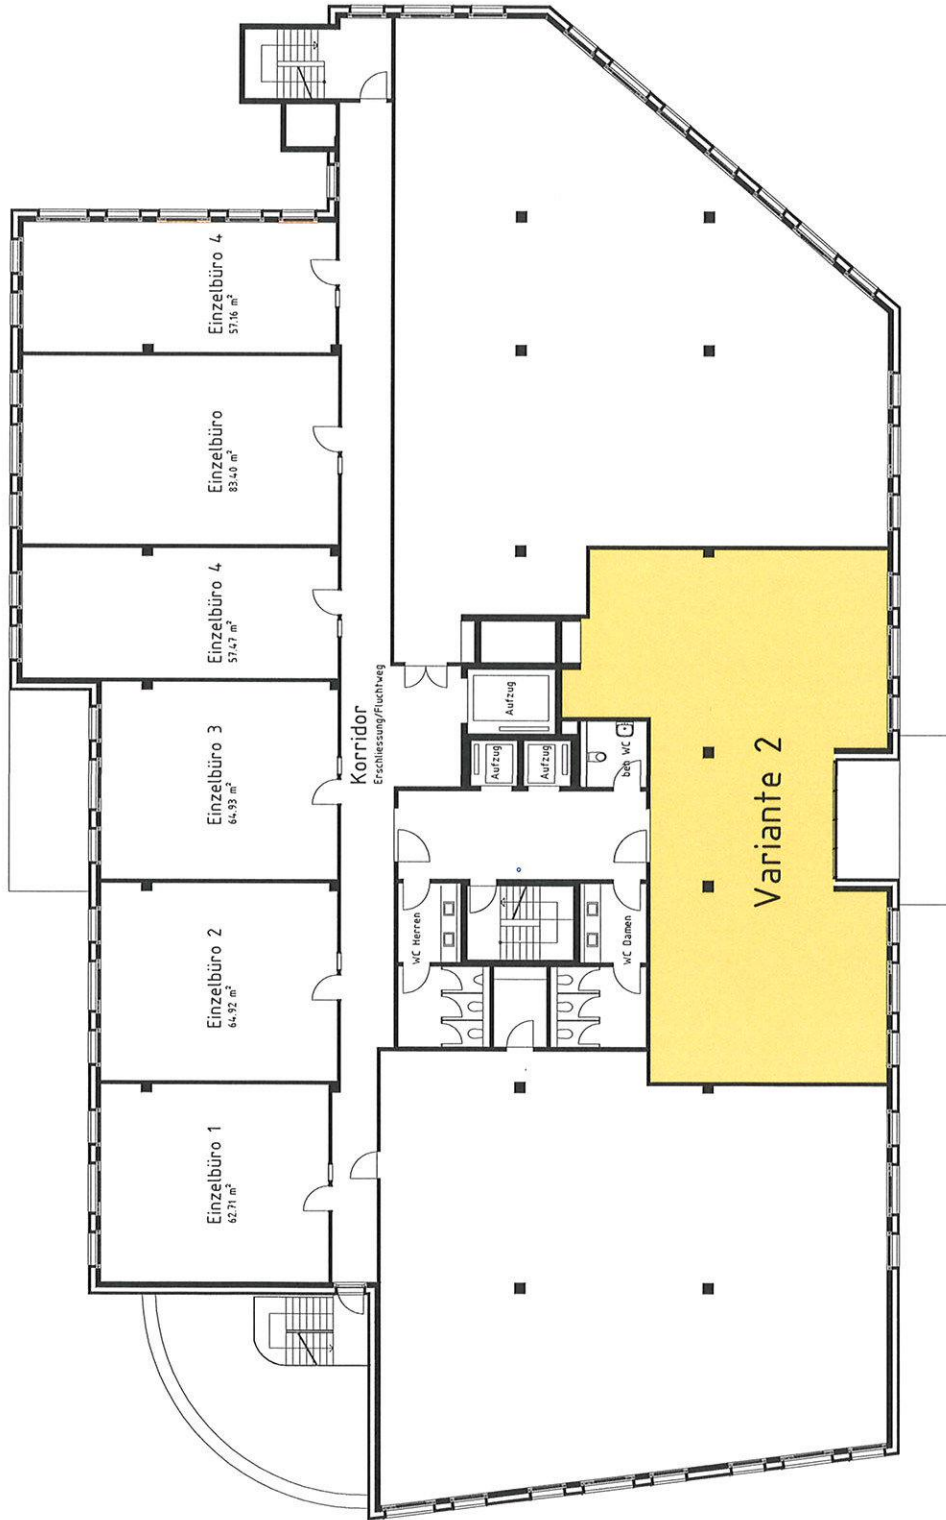 Einzelbüro 1
62.71 m²
Einzelbüro 2
64.92 m²
Einzelbüro 3
64.93 m²
Einzelbüro 4
57.47 m²
Einzelbüro
83.40 m²
Einzelbüro 4
57.16 m²
Korridor
Erschliessung/Fluchtweg
WC Herren
Aufzug
Aufzug
Aufzug
WC Damen
beh WC
Variante 2